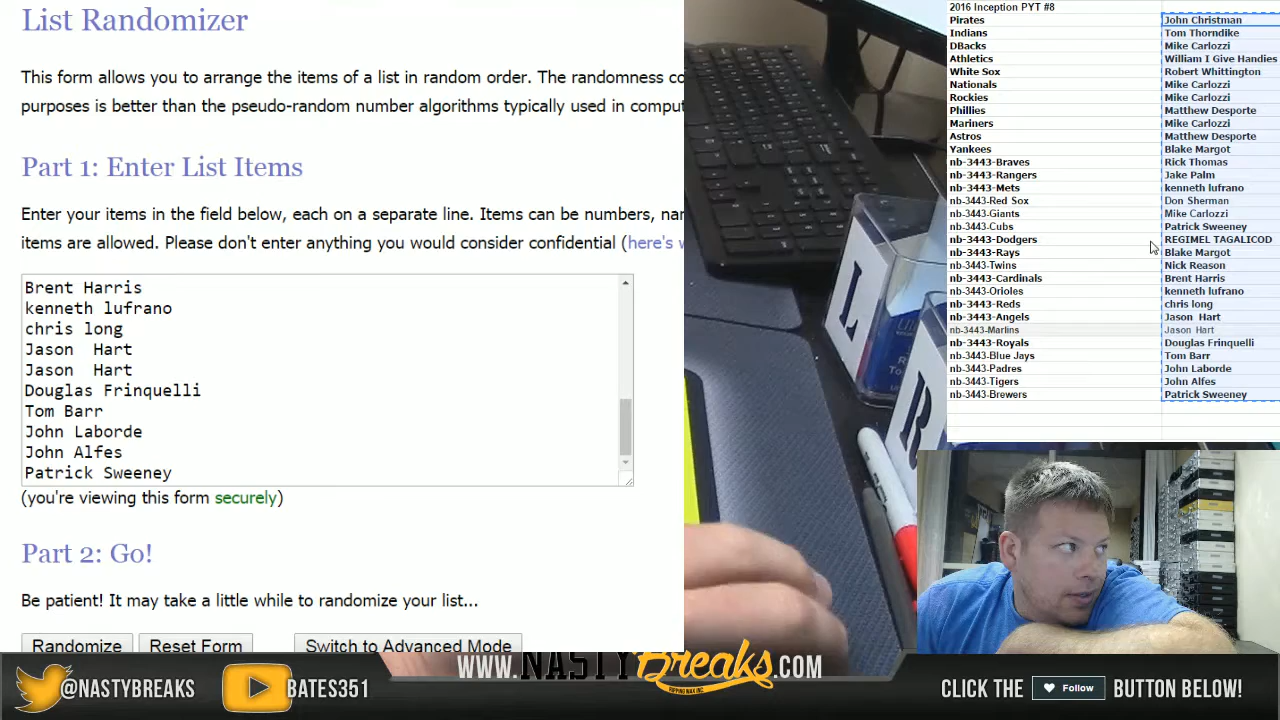 List Randomizer
This form allows you to arrange the items of a list in random order. The randomness co
purposes is better than the pseudo-random number algorithms typically used in comput
Part 1: Enter List Items
Enter your items in the field below, each on a separate line. Items can be numbers, nam
items are allowed. Please don't enter anything you would consider confidential (here's w
Brent Harris
kenneth lufrano
chris long
Jason  Hart
Jason  Hart
Douglas Frinquelli
Tom Barr
John Laborde
John Alfes
Patrick Sweeney
(you're viewing this form securely)
Part 2: Go!
Be patient! It may take a little while to randomize your list...
Randomize Reset Form Switch to Advanced Mode
2016 Inception PYT #8
Pirates John Christman
Indians Tom Thorndike
DBacks Mike Carlozzi
Athletics William I Give Handies
White Sox Robert Whittington
Nationals Mike Carlozzi
Rockies Mike Carlozzi
Phillies Matthew Desporte
Mariners Mike Carlozzi
Astros Matthew Desporte
Yankees Blake Margot
nb-3443-Braves Rick Thomas
nb-3443-Rangers Jake Palm
nb-3443-Mets kenneth lufrano
nb-3443-Red Sox Don Sherman
nb-3443-Giants Mike Carlozzi
nb-3443-Cubs Patrick Sweeney
nb-3443-Dodgers REGIMEL TAGALICOD
nb-3443-Rays Blake Margot
nb-3443-Twins Nick Reason
nb-3443-Cardinals Brent Harris
nb-3443-Orioles kenneth lufrano
nb-3443-Reds chris long
nb-3443-Angels Jason  Hart
nb-3443-Marlins Jason  Hart
nb-3443-Royals Douglas Frinquelli
nb-3443-Blue Jays Tom Barr
nb-3443-Padres John Laborde
nb-3443-Tigers John Alfes
nb-3443-Brewers Patrick Sweeney
L
R
@NASTYBREAKS
BATES351
WWW.NASTYBreaks.COM
RIPPING WAX INC.
CLICK THE Follow BUTTON BELOW!